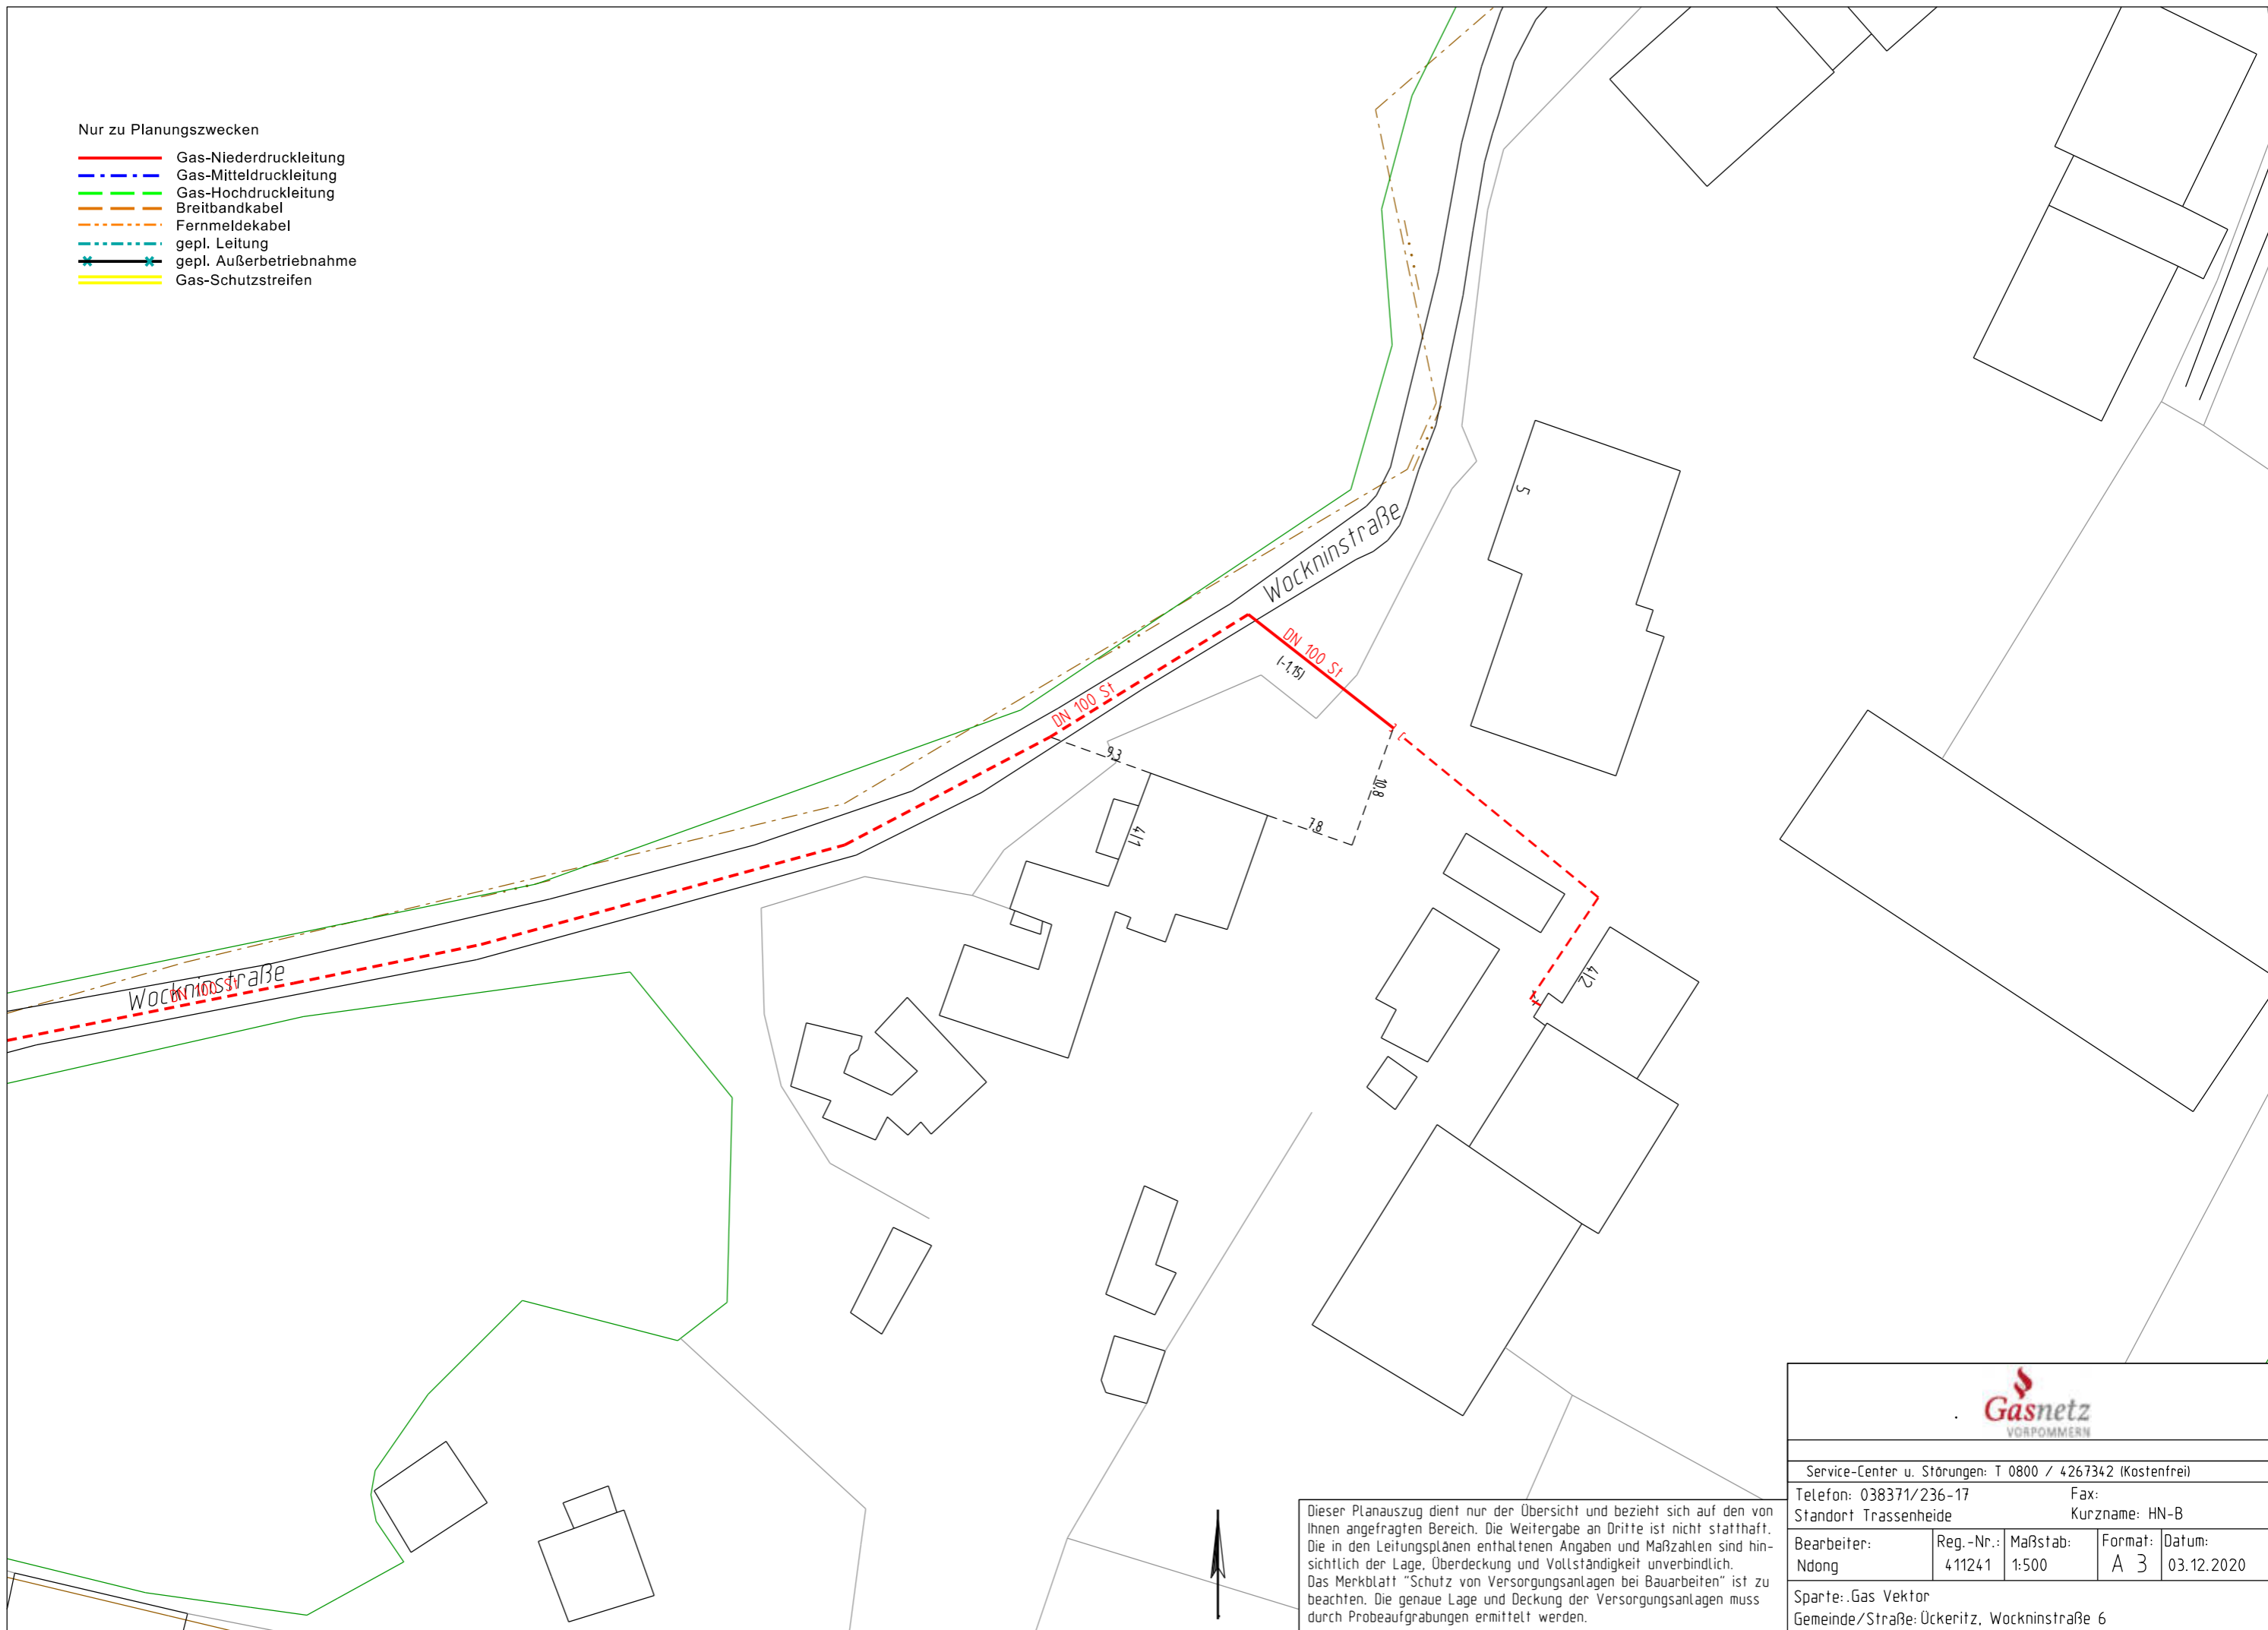 Nur zu Planungszwecken
Gas-Niederdruckleitung
Gas-Mitteldruckleitung
Gas-Hochdruckleitung
Breitbandkabel
Fernmeldekabel
gepl. Leitung
gepl. Außerbetriebnahme
Gas-Schutzstreifen
5
Wockninstraße
DN 100 St
(-1,15)
DN 100 St
9.3
10.8
7.8
4/1
4/2
Wockninstraße
DN 100 St
Gasnetz
VORPOMMERN
Service-Center u. Störungen: T 0800 / 4267342 (Kostenfrei)
Telefon: 038371/236-17 Fax:
Standort Trassenheide Kurzname: HN-B
Bearbeiter: Reg.-Nr.: Maßstab: Format: Datum:
Ndong 411241 1:500 A 3 03.12.2020
Sparte:.Gas Vektor
Gemeinde/Straße: Ückeritz, Wockninstraße 6
Dieser Planauszug dient nur der Übersicht und bezieht sich auf den von
Ihnen angefragten Bereich. Die Weitergabe an Dritte ist nicht statthaft.
Die in den Leitungsplänen enthaltenen Angaben und Maßzahlen sind hin-
sichtlich der Lage, Überdeckung und Vollständigkeit unverbindlich.
Das Merkblatt "Schutz von Versorgungsanlagen bei Bauarbeiten" ist zu
beachten. Die genaue Lage und Deckung der Versorgungsanlagen muss
durch Probeaufgrabungen ermittelt werden.